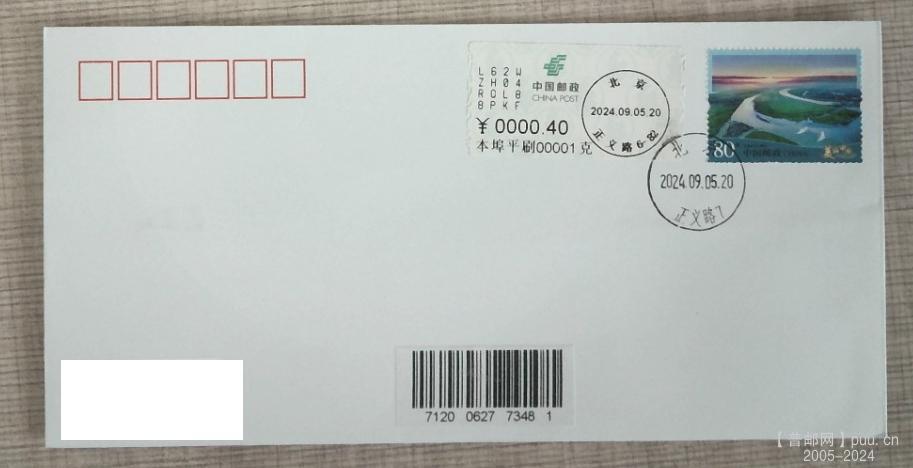 L62W
ZH04
RQL8
8PKF
中国邮政
CHINA POST
¥ 0000.40
本埠平刷00001克
北 京
2024.09.05.20
正义路6-82
80
中国邮政
北
2024.09.05.20
正义路7
7120 0627 7348 1
【普邮网】puu.cn
2005-2024